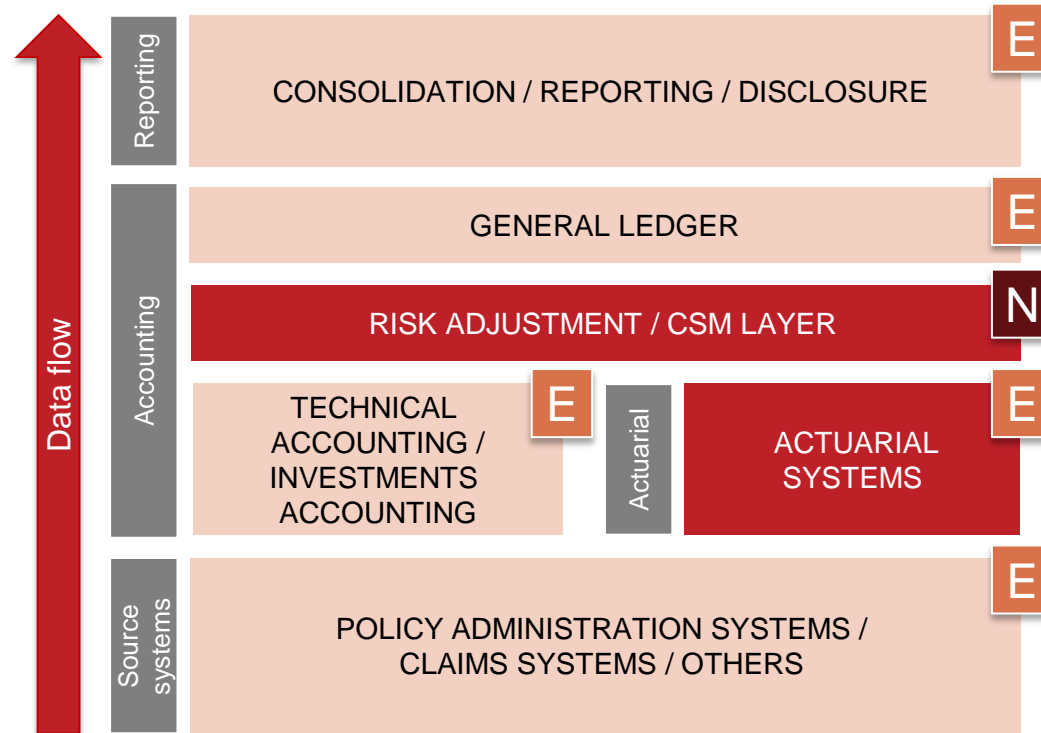 Reporting
CONSOLIDATION / REPORTING / DISCLOSURE
E
Data flow
Accounting
GENERAL LEDGER
E
RISK ADJUSTMENT / CSM LAYER
N
TECHNICAL
ACCOUNTING /
INVESTMENTS
ACCOUNTING
E
Actuarial
ACTUARIAL
SYSTEMS
E
Source
systems
POLICY ADMINISTRATION SYSTEMS /
CLAIMS SYSTEMS / OTHERS
E